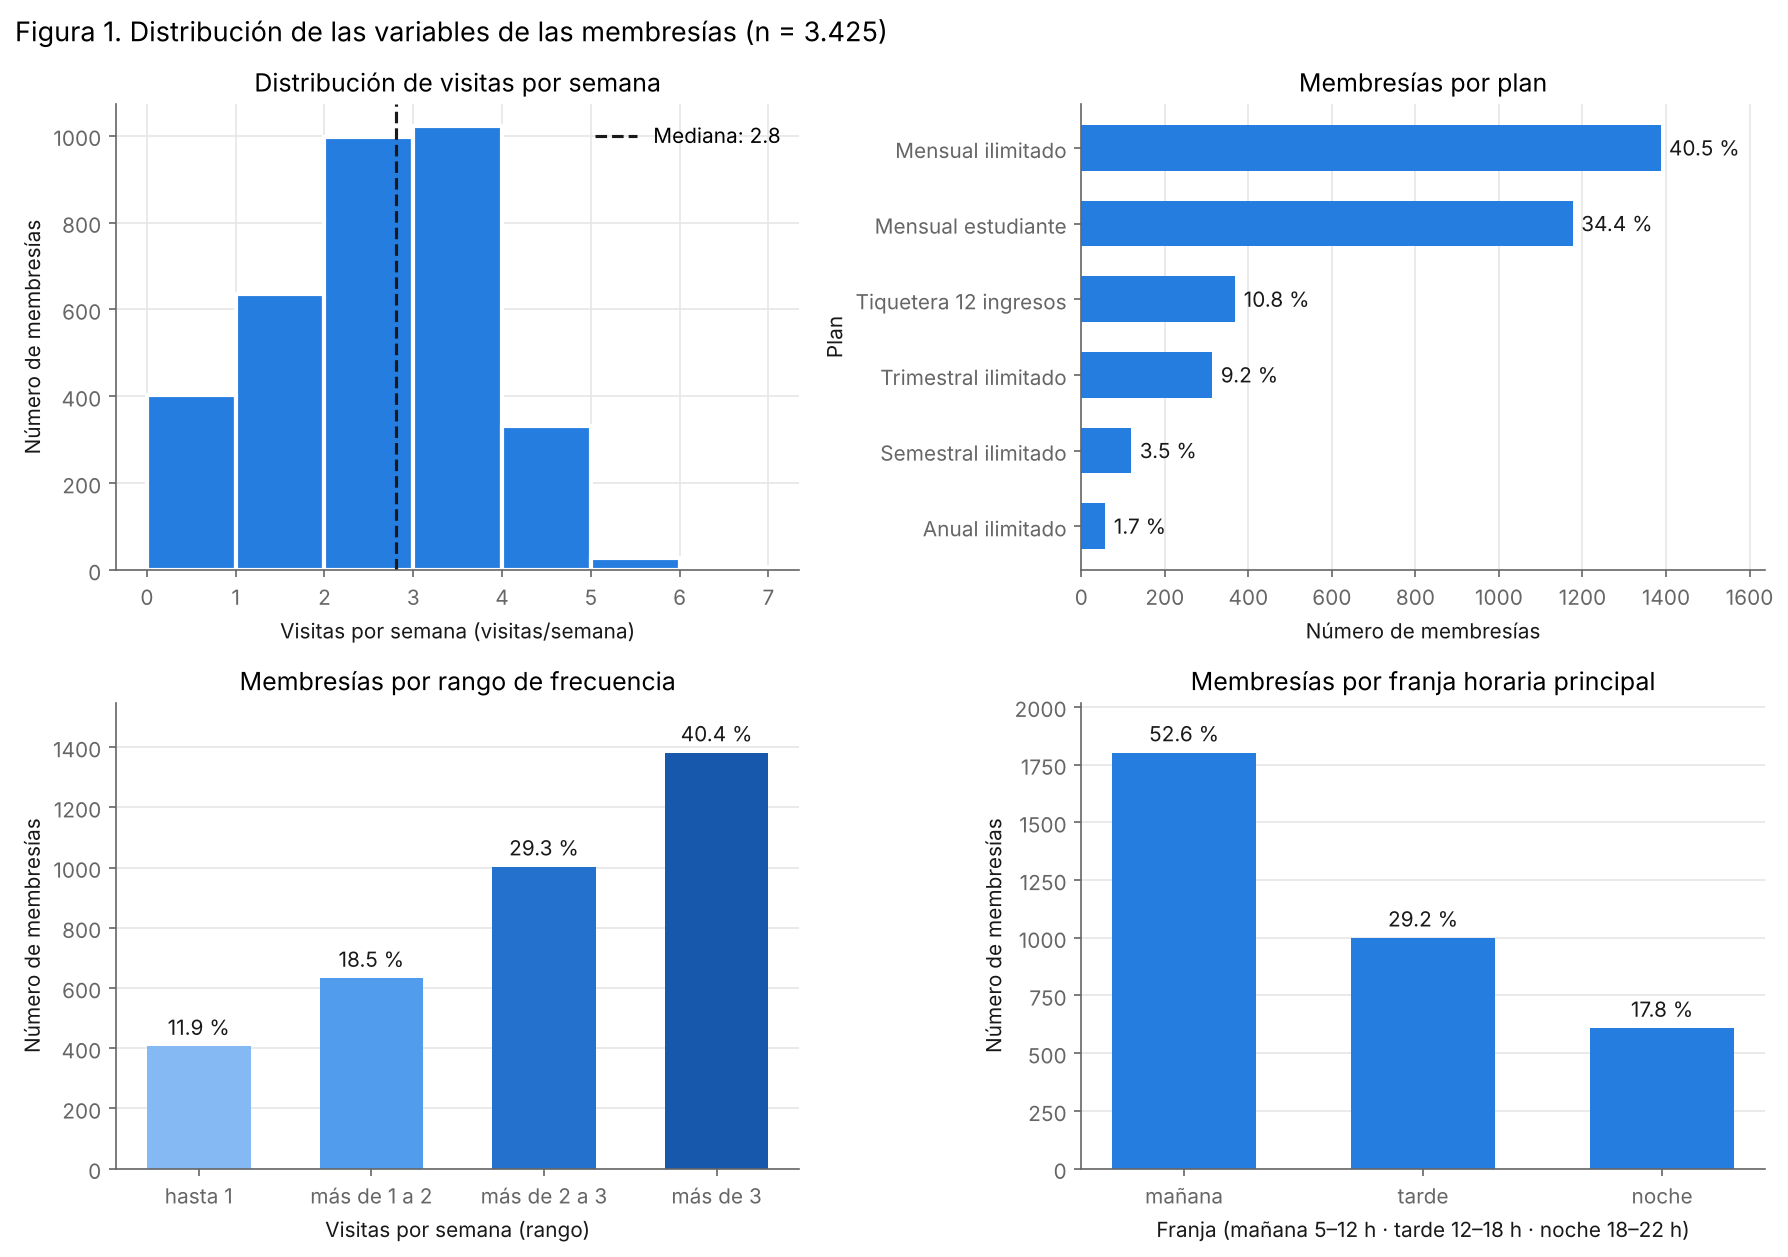 Figura 1. Distribución de las variables de las membresías (n = 3.425)
Distribución de visitas por semana
Número de membresías
1000
800
600
400
200
0
Mediana: 2.8
0 1 2 3 4 5 6 7
Visitas por semana (visitas/semana)
Membresías por plan
Plan
Mensual ilimitado 40.5 %
Mensual estudiante 34.4 %
Tiquetera 12 ingresos 10.8 %
Trimestral ilimitado 9.2 %
Semestral ilimitado 3.5 %
Anual ilimitado 1.7 %
0 200 400 600 800 1000 1200 1400 1600
Número de membresías
Membresías por rango de frecuencia
Número de membresías
1400
1200
1000
800
600
400
200
0
11.9 %
18.5 %
29.3 %
40.4 %
hasta 1 más de 1 a 2 más de 2 a 3 más de 3
Visitas por semana (rango)
Membresías por franja horaria principal
Número de membresías
2000
1750
1500
1250
1000
750
500
250
0
52.6 %
29.2 %
17.8 %
mañana tarde noche
Franja (mañana 5–12 h · tarde 12–18 h · noche 18–22 h)